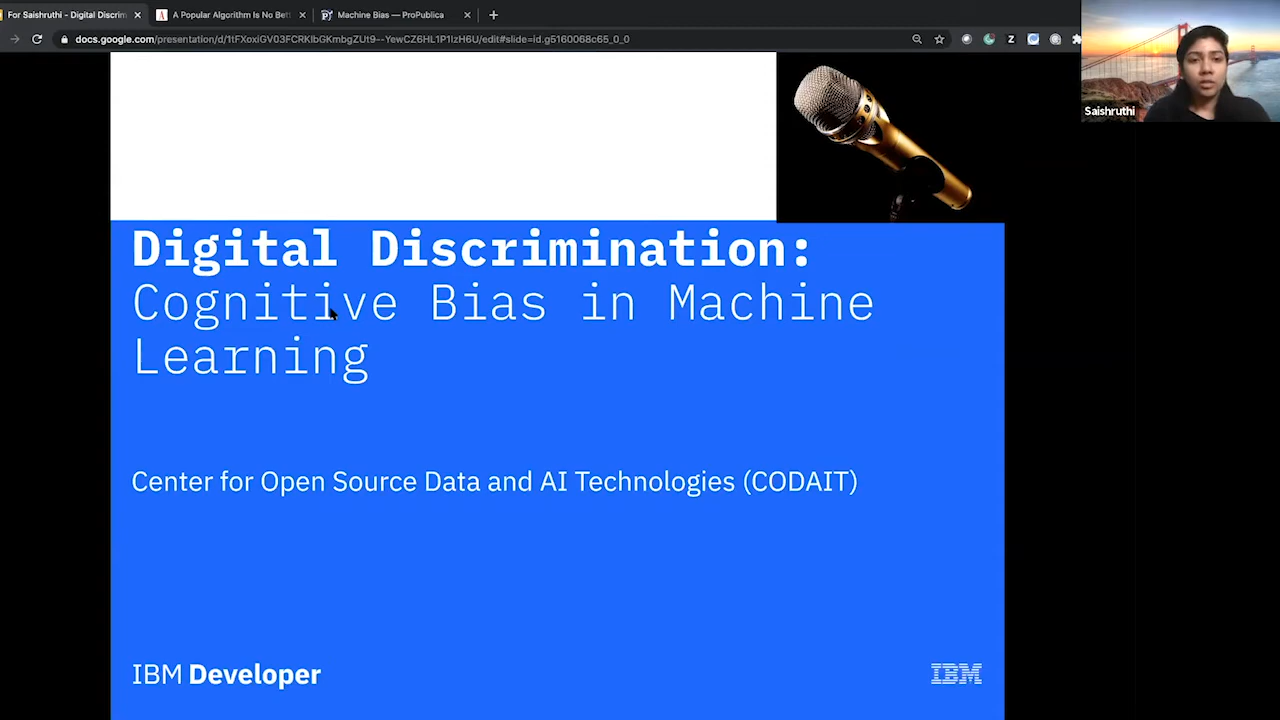 For Saishruthi - Digital Discrim
A Popular Algorithm Is No Bett
Machine Bias — ProPublica
docs.google.com/presentation/d/1tFXoxiGV03FCRKlbGKmbgZUt9--YewCZ6HL1P1IzH6U/edit#slide=id.g5160068c65_0_0
Saishruthi
Digital Discrimination:
Cognitive Bias in Machine
Learning
Center for Open Source Data and AI Technologies (CODAIT)
IBM Developer
IBM